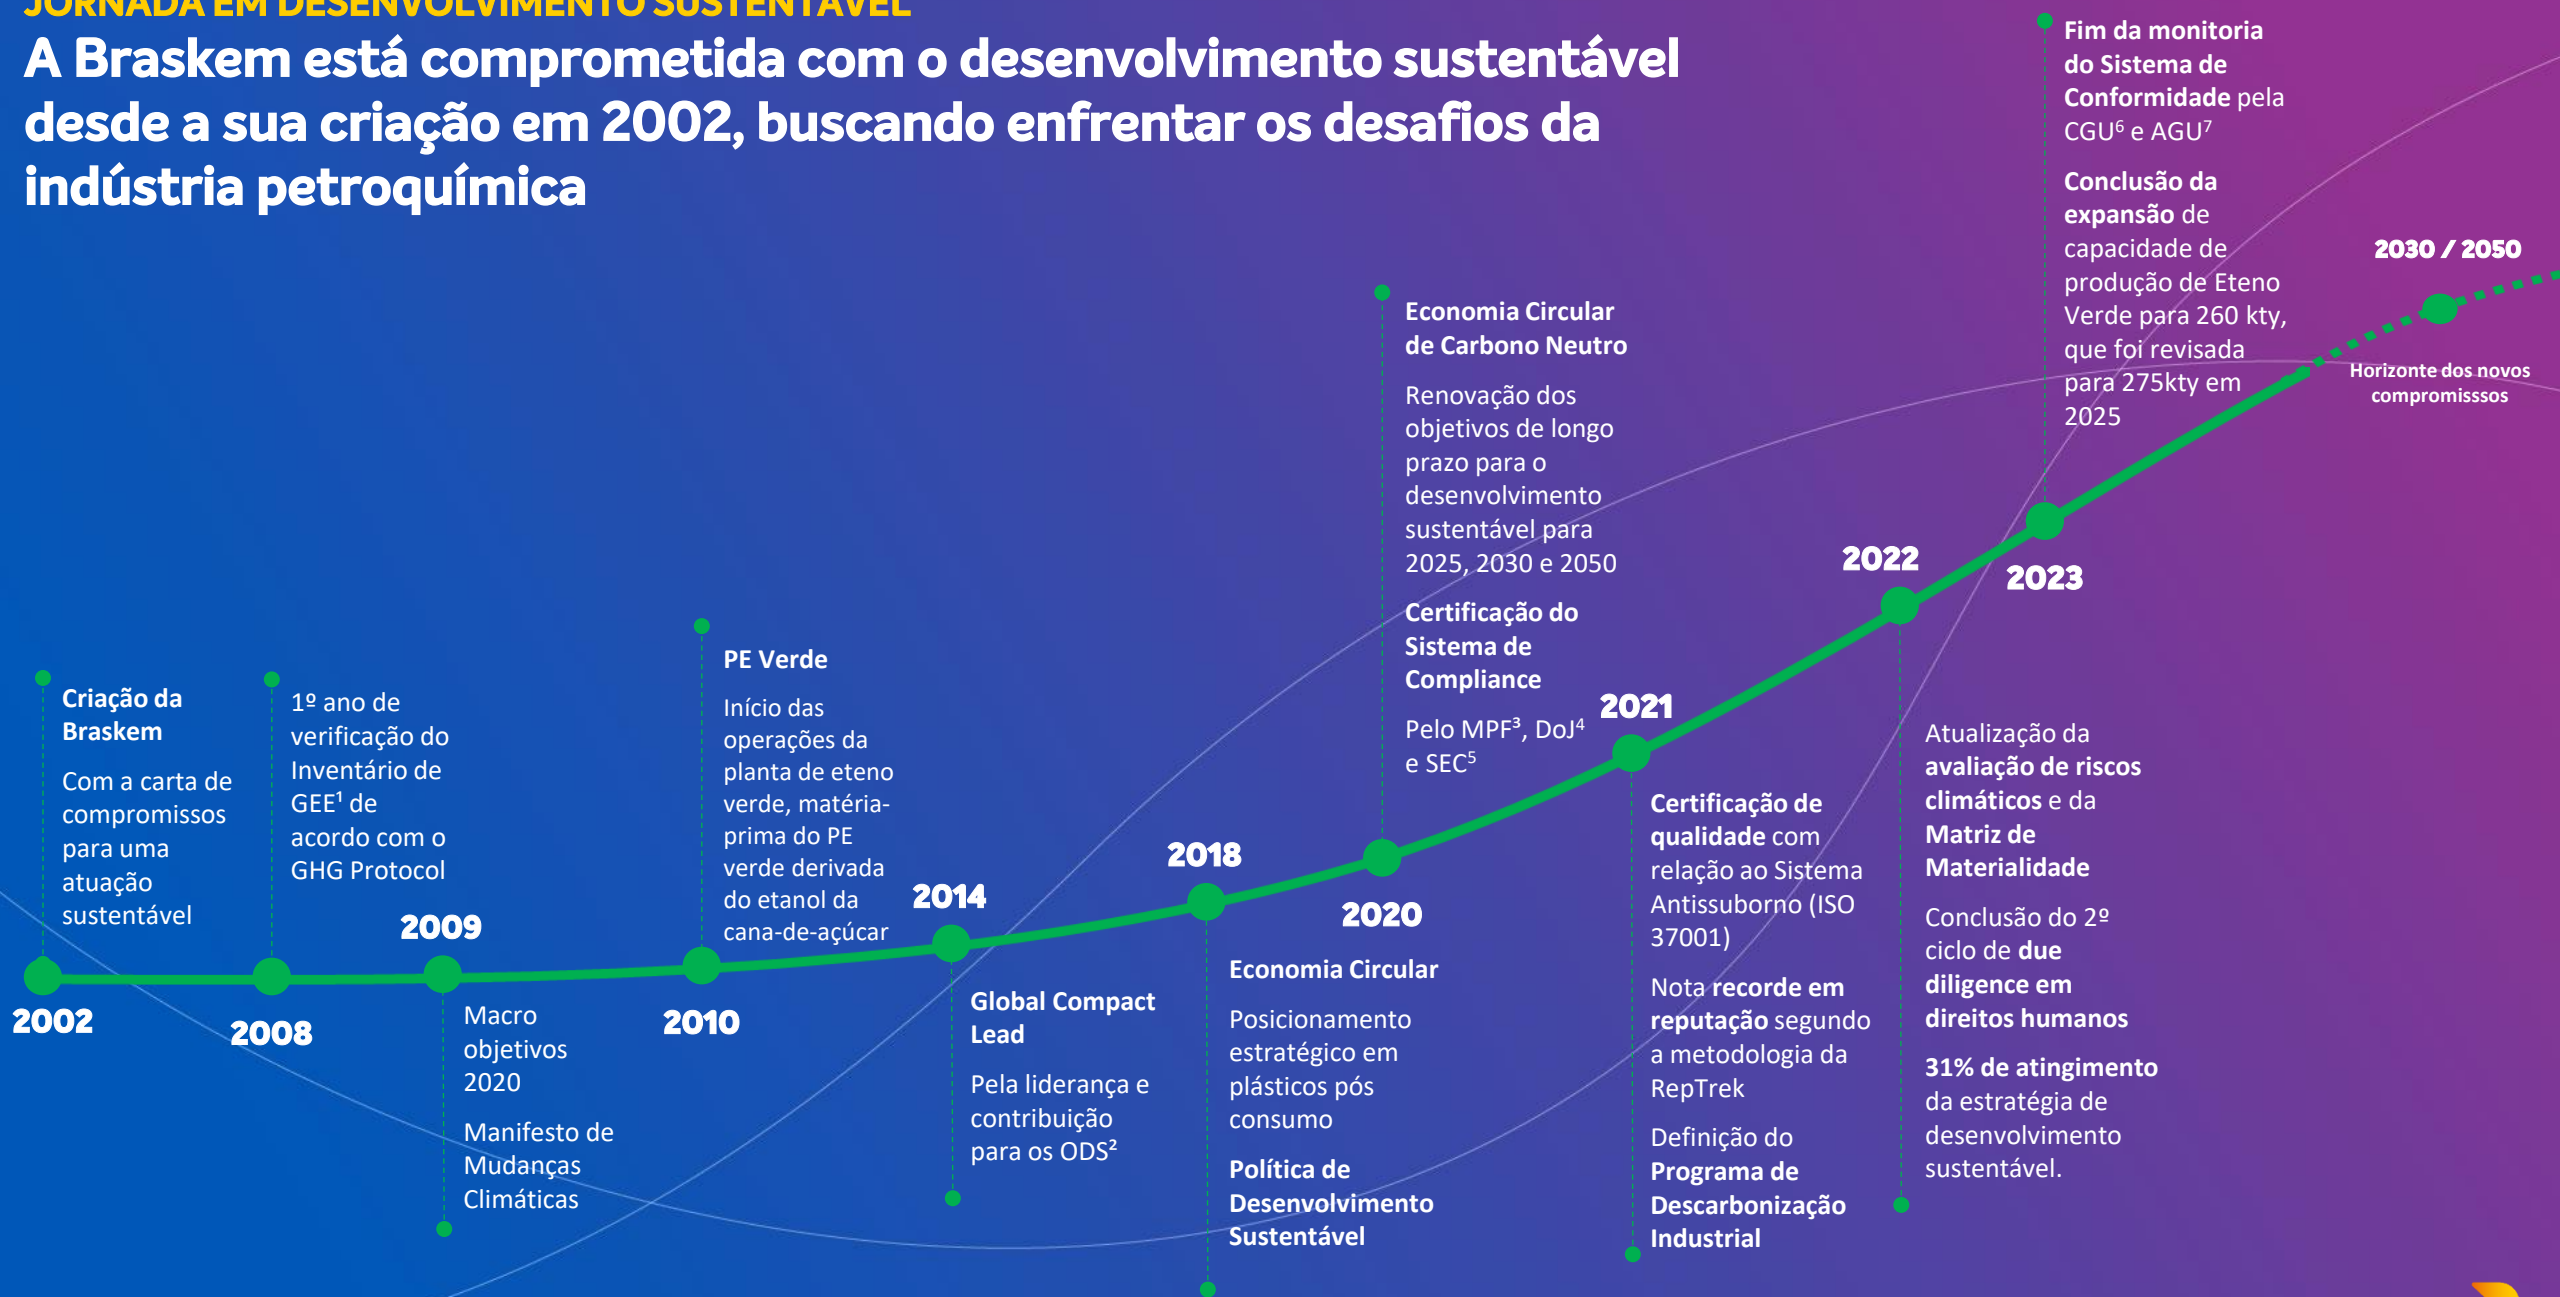 JORNADA EM DESENVOLVIMENTO SUSTENTÁVEL
A Braskem está comprometida com o desenvolvimento sustentável
desde a sua criação em 2002, buscando enfrentar os desafios da
indústria petroquímica
2002
Criação da
Braskem
Com a carta de
compromissos
para uma
atuação
sustentável
2008
1º ano de
verificação do
Inventário de
GEE¹ de
acordo com o
GHG Protocol
2009
Macro
objetivos
2020
Manifesto de
Mudanças
Climáticas
2010
PE Verde
Início das
operações da
planta de eteno
verde, matéria-
prima do PE
verde derivada
do etanol da
cana-de-açúcar
2014
Global Compact
Lead
Pela liderança e
contribuição
para os ODS²
2018
Economia Circular
Posicionamento
estratégico em
plásticos pós
consumo
Política de
Desenvolvimento
Sustentável
2020
Economia Circular
de Carbono Neutro
Renovação dos
objetivos de longo
prazo para o
desenvolvimento
sustentável para
2025, 2030 e 2050
Certificação do
Sistema de
Compliance
Pelo MPF³, DoJ⁴
e SEC⁵
2021
Certificação de
qualidade com
relação ao Sistema
Antissuborno (ISO
37001)
Nota recorde em
reputação segundo
a metodologia da
RepTrek
Definição do
Programa de
Descarbonização
Industrial
2022
Atualização da
avaliação de riscos
climáticos e da
Matriz de
Materialidade
Conclusão do 2º
ciclo de due
diligence em
direitos humanos
31% de atingimento
da estratégia de
desenvolvimento
sustentável.
2023
Fim da monitoria
do Sistema de
Conformidade pela
CGU⁶ e AGU⁷
Conclusão da
expansão de
capacidade de
produção de Eteno
Verde para 260 kty,
que foi revisada
para 275kty em
2025
2030 / 2050
Horizonte dos novos
compromisssos